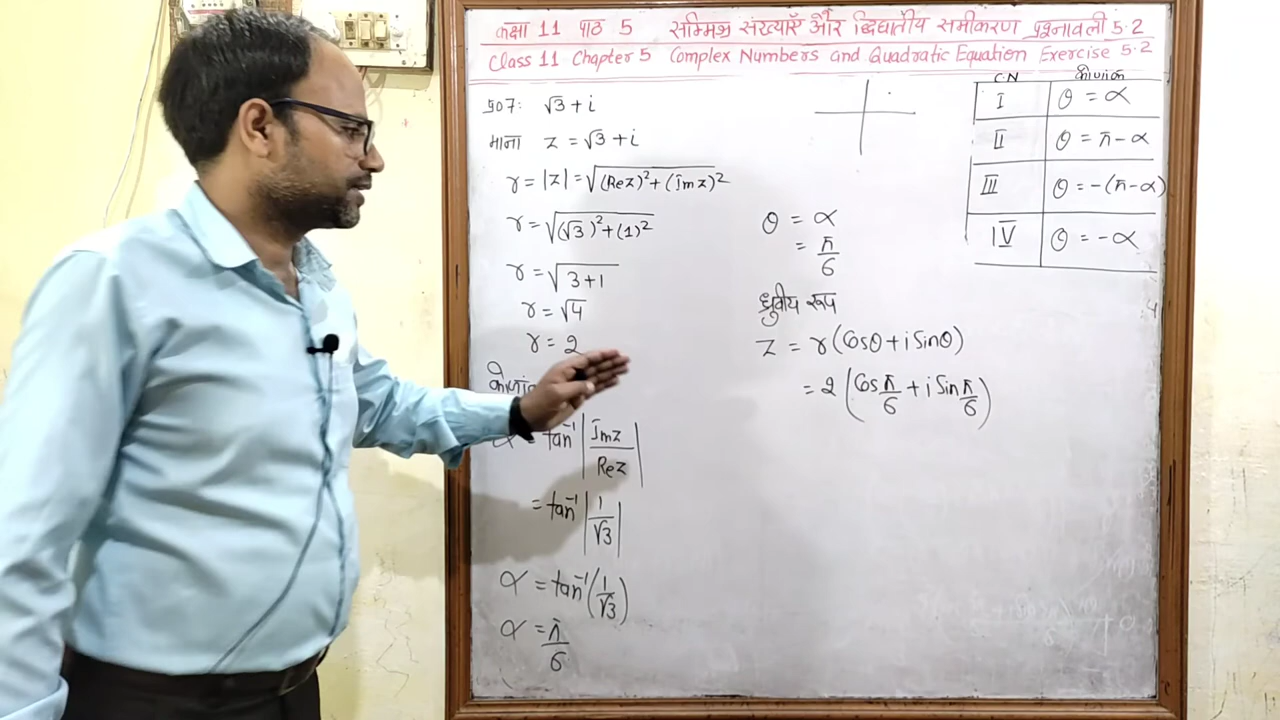 कक्षा 11 पाठ 5 सम्मिश्र संख्याएँ और द्विघातीय समीकरण प्रश्नावली 5.2
Class 11 Chapter 5 Complex Numbers and Quadratic Equation Exercise 5.2
प्र07: √3 + i
माना z = √3 + i
r = |z| = √(Re z)² + (Im z)²
r = √(√3)² + (1)²
r = √3+1
r = √4
r = 2
= tan⁻¹ |Im z / Re z|
= tan⁻¹ |1/√3|
α = tan⁻¹(1/√3)
α = π/6
θ = α
= π/6
ध्रुवीय रूप
z = r(Cosθ + i Sinθ)
= 2 (Cos π/6 + i Sin π/6)
C N कोणांक
I θ = α
II θ = π - α
III θ = -(π - α)
IV θ = -α